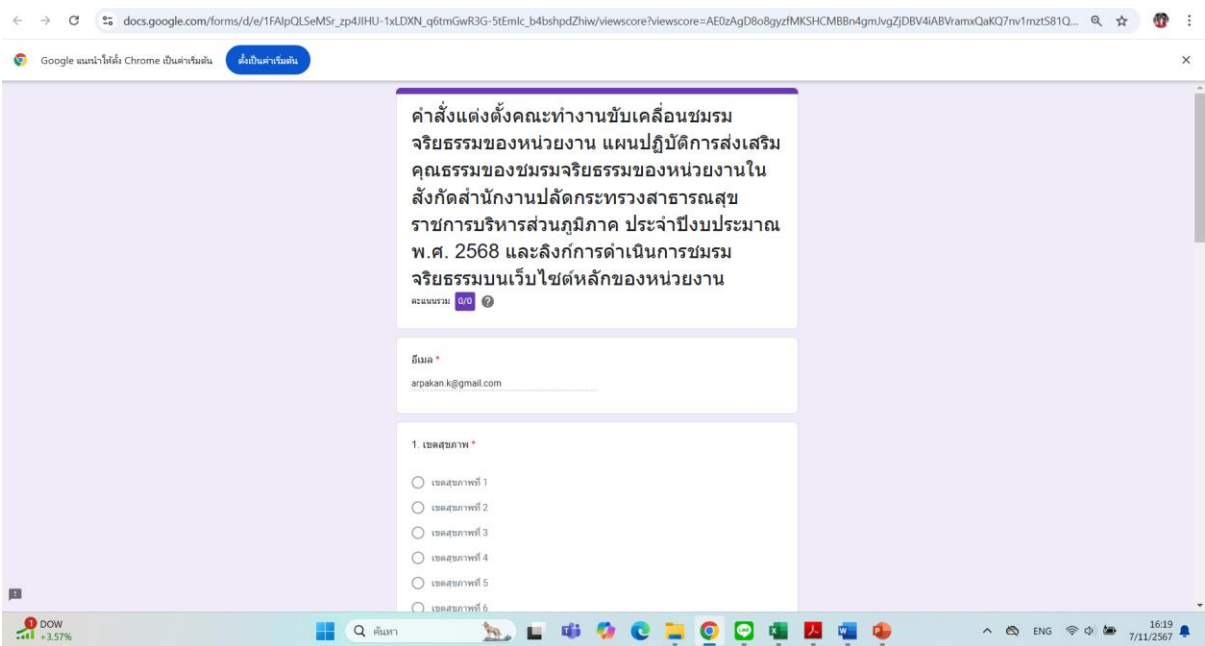 docs.google.com/forms/d/e/1FAIpQLSeMSr_zp4JIHU-1xLDXN_q6tmGwR3G-5tEmIc_b4bshpdZhiw/viewscore?viewscore=AE0zAgD8o8gyzfMKSHCMBBn4gmJvgZjDBV4iABVramxQaKQ7nv1mztS81Q...
Google แนะนำให้ตั้ง Chrome เป็นค่าเริ่มต้น ตั้งเป็นค่าเริ่มต้น
คำสั่งแต่งตั้งคณะทำงานขับเคลื่อนชมรม
จริยธรรมของหน่วยงาน แผนปฏิบัติการส่งเสริม
คุณธรรมของชมรมจริยธรรมของหน่วยงานใน
สังกัดสำนักงานปลัดกระทรวงสาธารณสุข
ราชการบริหารส่วนภูมิภาค ประจำปีงบประมาณ
พ.ศ. 2568 และลิงก์การดำเนินการชมรม
จริยธรรมบนเว็บไซต์หลักของหน่วยงาน
คะแนนรวม 0/0
อีเมล *
arpakan.k@gmail.com
1. เขตสุขภาพ *
เขตสุขภาพที่ 1
เขตสุขภาพที่ 2
เขตสุขภาพที่ 3
เขตสุขภาพที่ 4
เขตสุขภาพที่ 5
เขตสุขภาพที่ 6
1 DOW
+3.57%
ค้นหา
ENG
16:19
7/11/2567